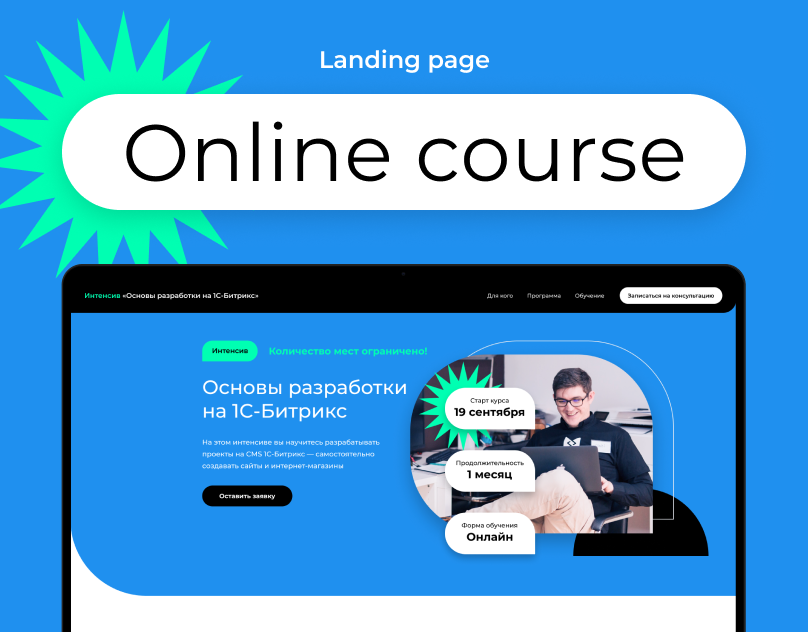 Landing page
Online course
Интенсив «Основы разработки на 1С-Битрикс»
Для кого
Программа
Обучение
Записаться на консультацию
Интенсив
Количество мест ограничено!
Основы разработки
на 1С-Битрикс
На этом интенсиве вы научитесь разрабатывать
проекты на CMS 1С-Битрикс — самостоятельно
создавать сайты и интернет-магазины
Оставить заявку
Старт курса
19 сентября
Продолжительность
1 месяц
Форма обучения
Онлайн